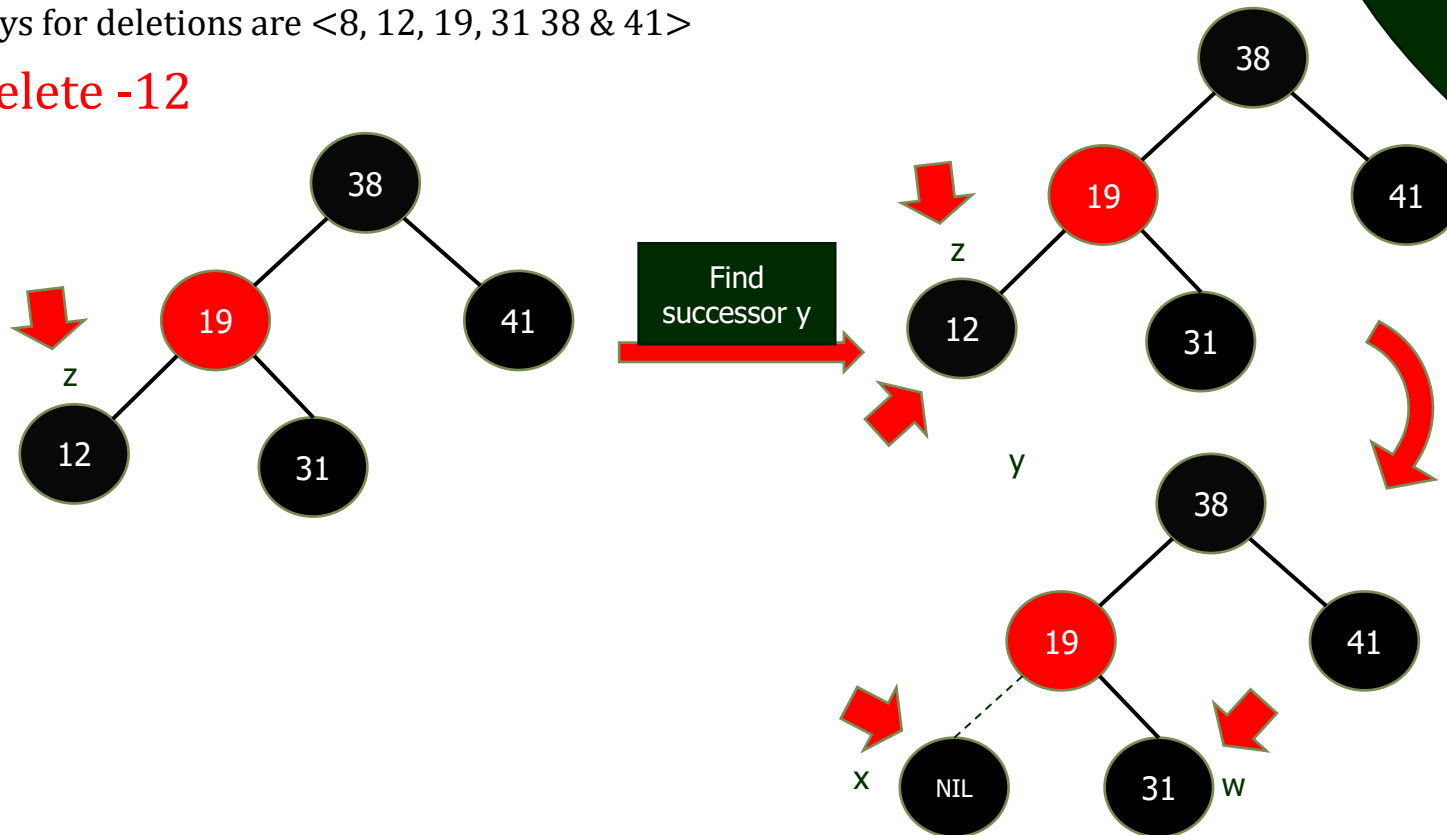 ys for deletions are <8, 12, 19, 31 38 & 41>
elete -12
38
19
41
z
12
31
Find
successor y
38
19
41
z
12
31
y
38
19
41
x
NIL
31
w